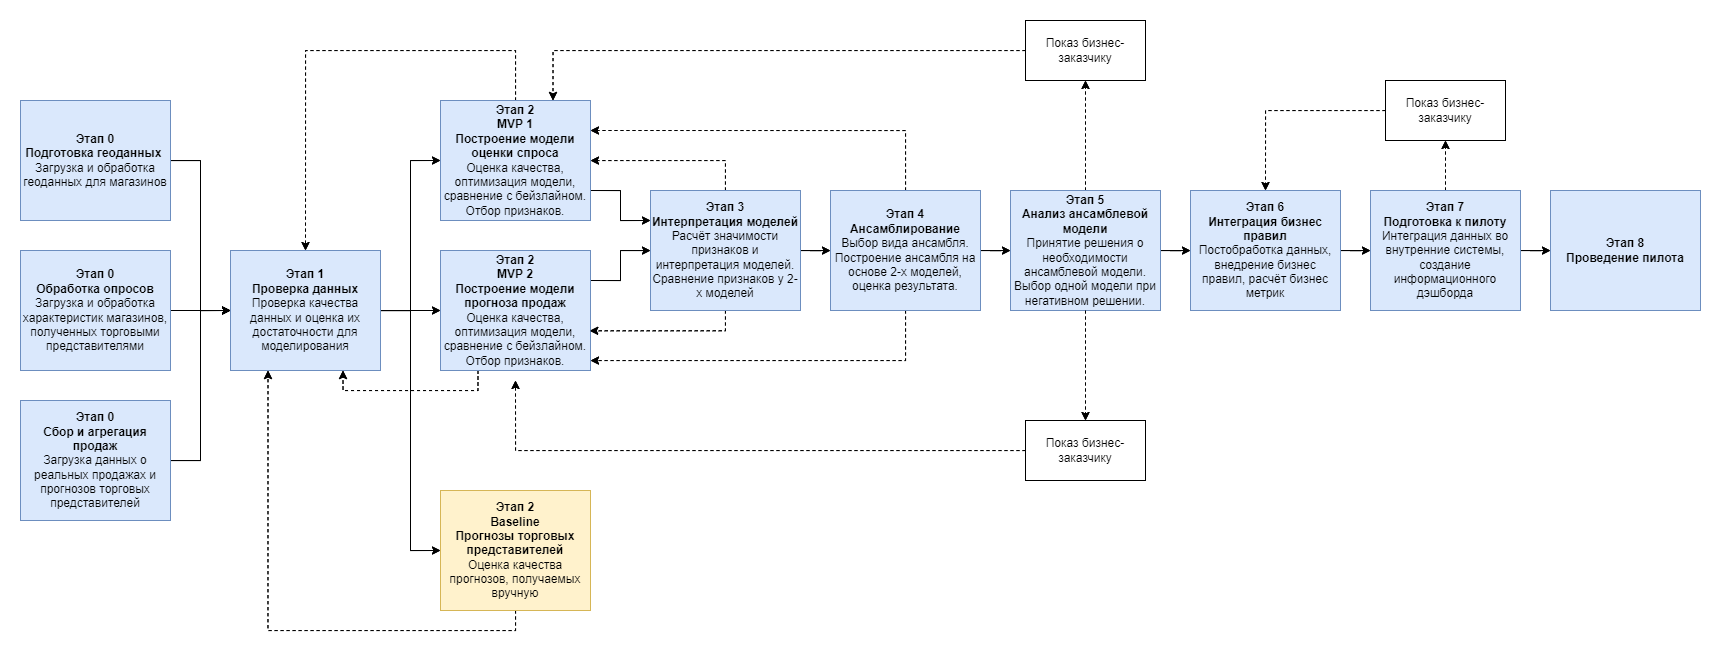 Этап 0
Подготовка геоданных
Загрузка и обработка
геоданных для магазинов
Этап 0
Обработка опросов
Загрузка и обработка
характеристик магазинов,
полученных торговыми
представителями
Этап 0
Сбор и агрегация
продаж
Загрузка данных о
реальных продажах и
прогнозов торговых
представителей
Этап 1
Проверка данных
Проверка качества
данных и оценка их
достаточности для
моделирования
Этап 2
MVP 1
Построение модели
оценки спроса
Оценка качества,
оптимизация модели,
сравнение с бейзлайном.
Отбор признаков.
Этап 2
MVP 2
Построение модели
прогноза продаж
Оценка качества,
оптимизация модели,
сравнение с бейзлайном.
Отбор признаков.
Этап 2
Baseline
Прогнозы торговых
представителей
Оценка качества
прогнозов, получаемых
вручную
Этап 3
Интерпретация моделей
Расчёт значимости
признаков и
интерпретация моделей.
Сравнение признаков у 2-
х моделей
Этап 4
Ансамблирование
Выбор вида ансамбля.
Построение ансамбля на
основе 2-х моделей,
оценка результата.
Показ бизнес-
заказчику
Этап 5
Анализ ансамблевой
модели
Принятие решения о
необходимости
ансамблевой модели.
Выбор одной модели при
негативном решении.
Показ бизнес-
заказчику
Этап 6
Интеграция бизнес
правил
Постобработка данных,
внедрение бизнес
правил, расчёт бизнес
метрик
Показ бизнес-
заказчику
Этап 7
Подготовка к пилоту
Интеграция данных во
внтуренние системы,
создание
информационного
дэшборда
Этап 8
Проведение пилота